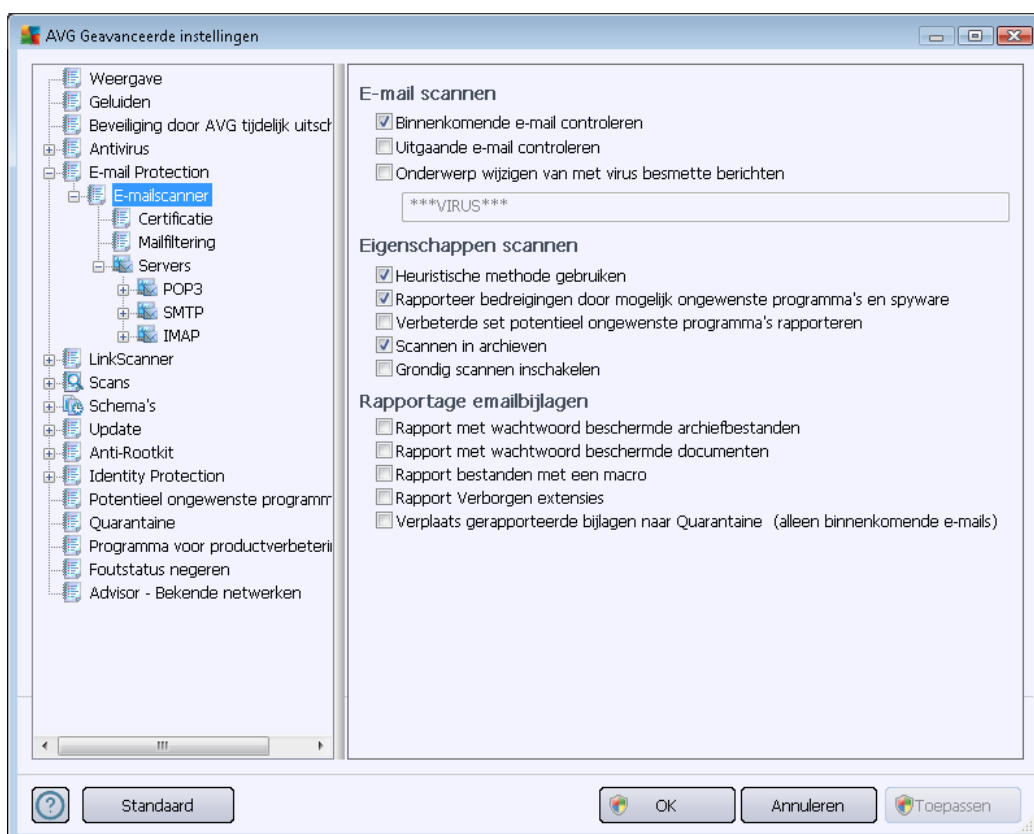 AVG Geavanceerde instellingen
Weergave
Geluiden
Beveiliging door AVG tijdelijk uitsch
Antivirus
E-mail Protection
E-mailscanner
Certificatie
Mailfiltering
Servers
POP3
SMTP
IMAP
LinkScanner
Scans
Schema's
Update
Anti-Rootkit
Identity Protection
Potentieel ongewenste programm
Quarantaine
Programma voor productverbeterin
Foutstatus negeren
Advisor - Bekende netwerken
E-mail scannen
Binnenkomende e-mail controleren
Uitgaande e-mail controleren
Onderwerp wijzigen van met virus besmette berichten
***VIRUS***
Eigenschappen scannen
Heuristische methode gebruiken
Rapporteer bedreigingen door mogelijk ongewenste programma's en spyware
Verbeterde set potentieel ongewenste programma's rapporteren
Scannen in archieven
Grondig scannen inschakelen
Rapportage emailbijlagen
Rapport met wachtwoord beschermde archiefbestanden
Rapport met wachtwoord beschermde documenten
Rapport bestanden met een macro
Rapport Verborgen extensies
Verplaats gerapporteerde bijlagen naar Quarantaine (alleen binnenkomende e-mails)
? Standaard OK Annuleren Toepassen